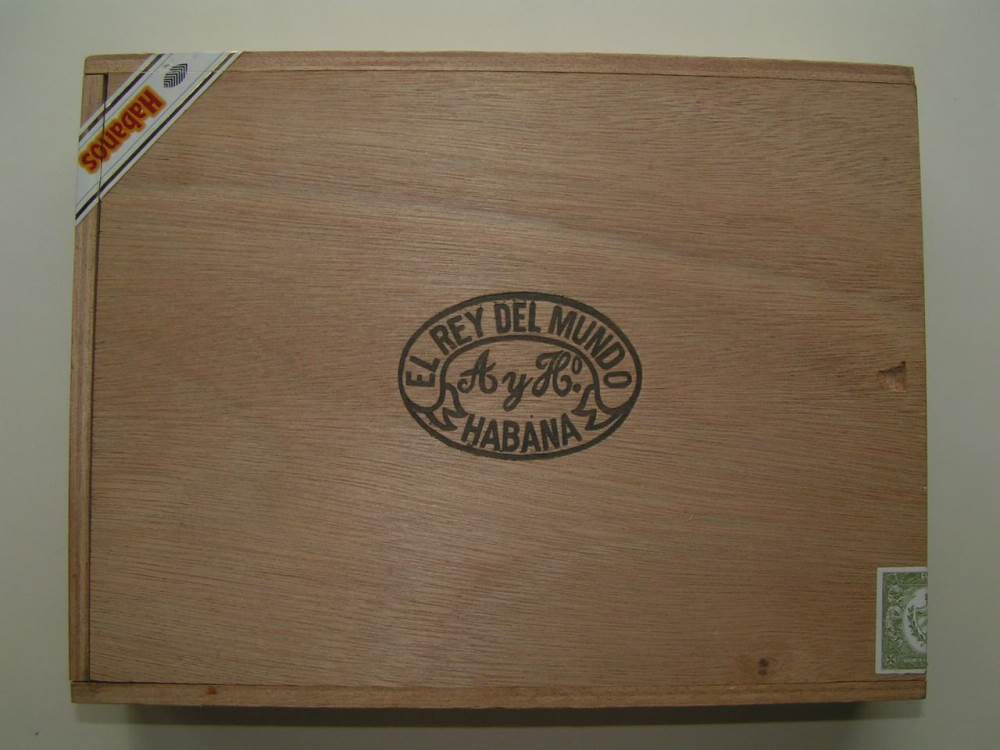 Habanos
EL REY DEL MUNDO
A y Hº.
HABANA